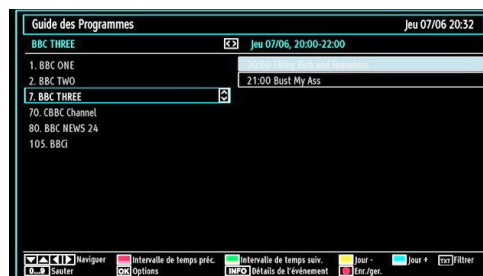 Guide des Programmes Jeu 07/06 20:32
BBC THREE Jeu 07/06, 20:00-22:00
1. BBC ONE 20:00 Filthy Rich and Homeless
2. BBC TWO 21:00 Bust My Ass
7. BBC THREE
70. CBBC Channel
80. BBC NEWS 24
105. BBCi
Naviguer Intervalle de temps préc. Intervalle de temps suiv. Jour - Jour + TXT Filtrer
0...9 Sauter OK Options INFO Détails de l'événement Enr./ger.